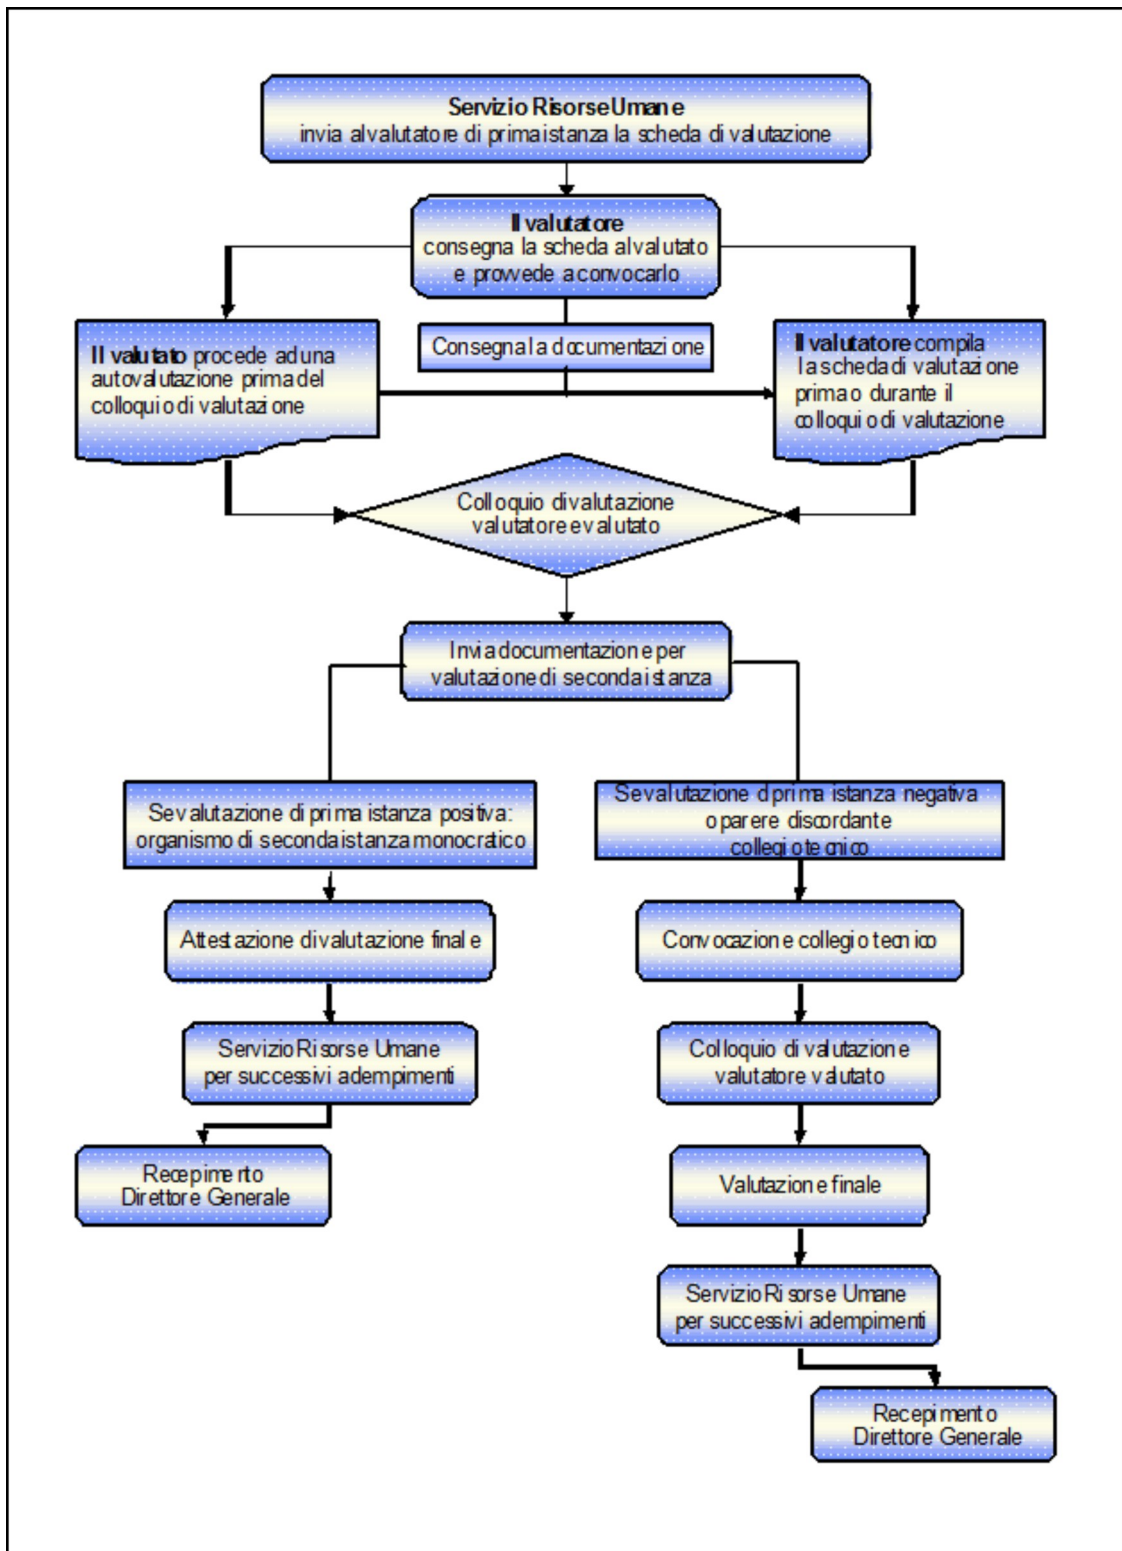 Servizio Risorse Umane
invia al valutatore di prima istanza la scheda di valutazione
Il valutatore
consegna la scheda al valutato
e provvede a convocarlo
Il valutato procede ad una
autovalutazione prima del
colloquio di valutazione
Consegna la documentazione
Il valutatore compila
la scheda di valutazione
prima o durante il
colloquio di valutazione
Colloquio di valutazione
valutatore e valutato
Invia documentazione per
valutazione di seconda istanza
Se valutazione di prima istanza positiva:
organismo di seconda istanza monocratico
Se valutazione di prima istanza negativa
o parere discordante
collegio tecnico
Attestazione di valutazione finale
Convocazione collegio tecnico
Servizio Risorse Umane
per successivi adempimenti
Colloquio di valutazione
valutatore valutato
Recepimento
Direttore Generale
Valutazione finale
Servizio Risorse Umane
per successivi adempimenti
Recepimento
Direttore Generale